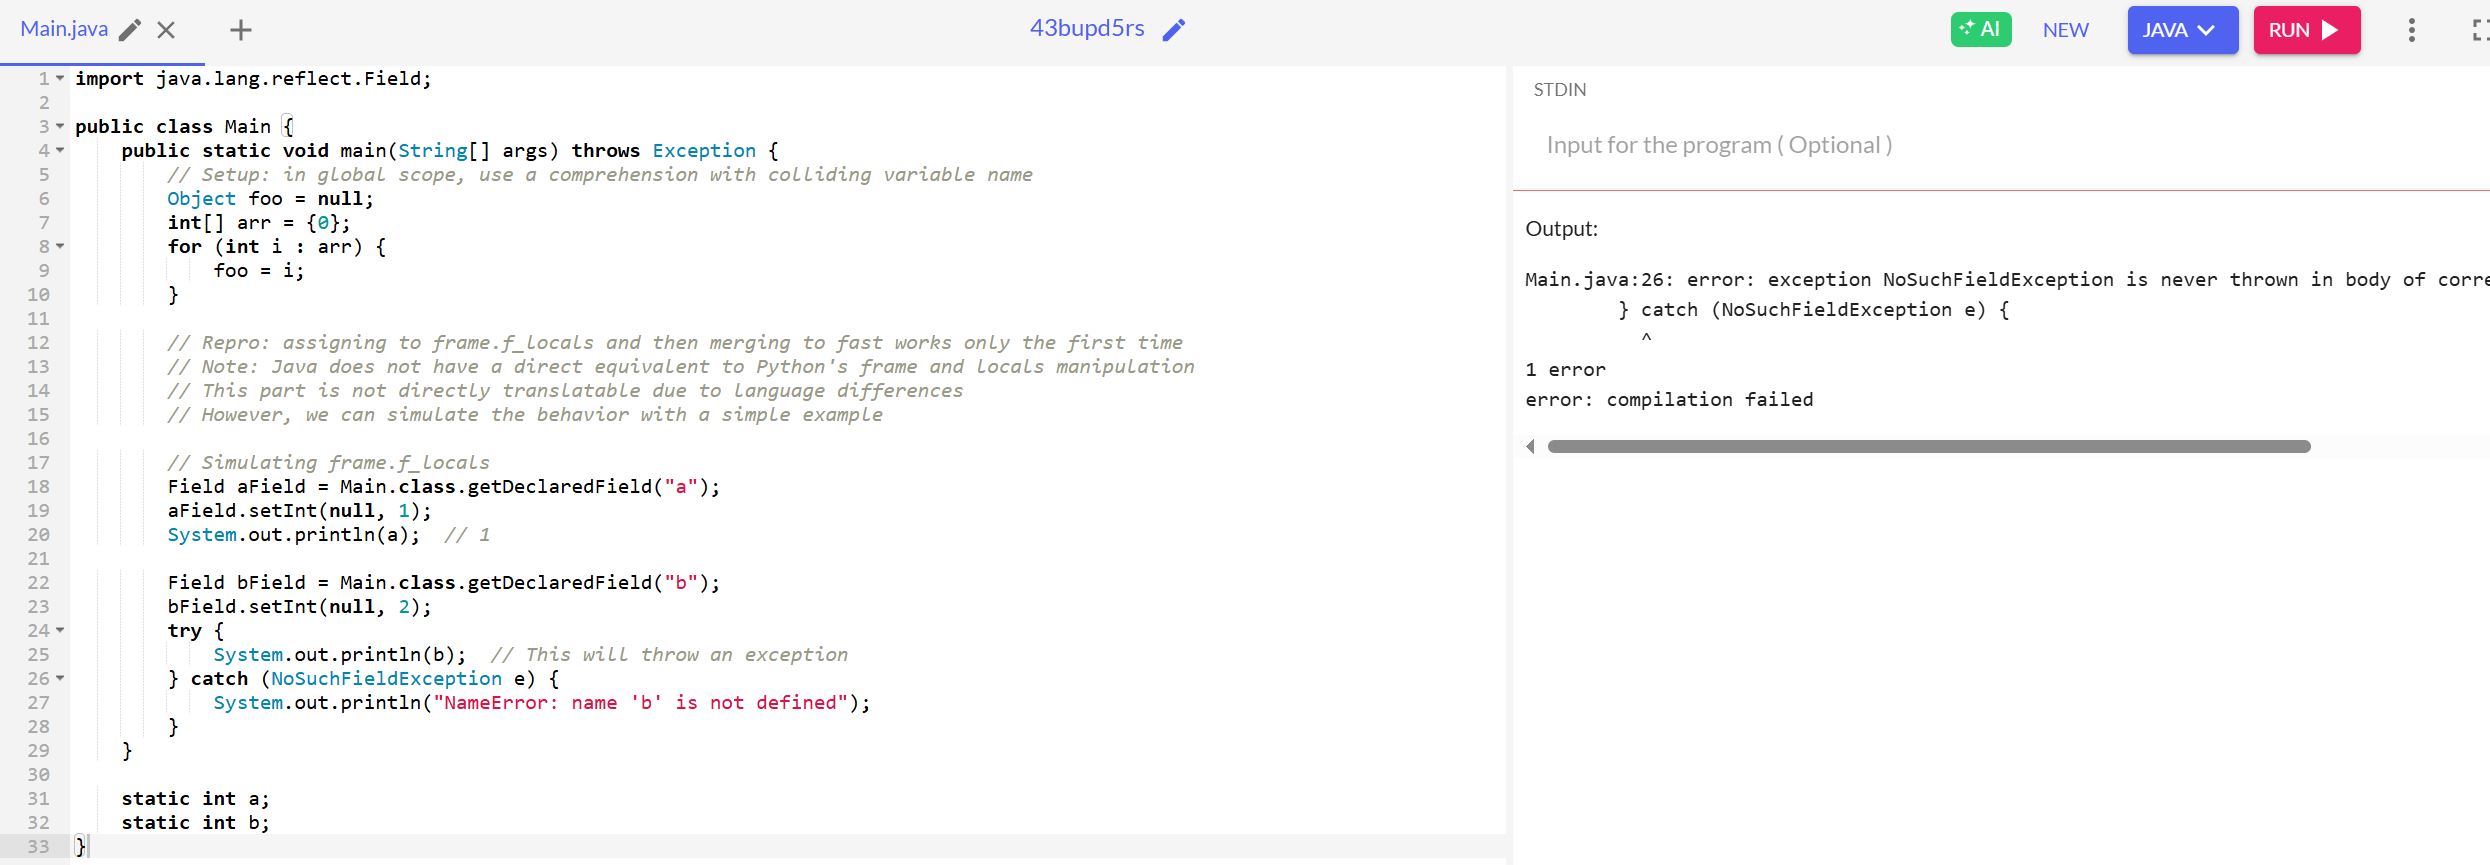 Main.java
43bupd5rs
AI
NEW
JAVA
RUN
1 import java.lang.reflect.Field;
2
3 public class Main {
4     public static void main(String[] args) throws Exception {
5         // Setup: in global scope, use a comprehension with colliding variable name
6         Object foo = null;
7         int[] arr = {0};
8         for (int i : arr) {
9             foo = i;
10         }
11
12         // Repro: assigning to frame.f_locals and then merging to fast works only the first time
13         // Note: Java does not have a direct equivalent to Python's frame and locals manipulation
14         // This part is not directly translatable due to language differences
15         // However, we can simulate the behavior with a simple example
16
17         // Simulating frame.f_locals
18         Field aField = Main.class.getDeclaredField("a");
19         aField.setInt(null, 1);
20         System.out.println(a);  // 1
21
22         Field bField = Main.class.getDeclaredField("b");
23         bField.setInt(null, 2);
24         try {
25             System.out.println(b);  // This will throw an exception
26         } catch (NoSuchFieldException e) {
27             System.out.println("NameError: name 'b' is not defined");
28         }
29     }
30
31     static int a;
32     static int b;
33 }
STDIN
Input for the program ( Optional )
Output:
Main.java:26: error: exception NoSuchFieldException is never thrown in body of corre
        } catch (NoSuchFieldException e) {
          ^
1 error
error: compilation failed